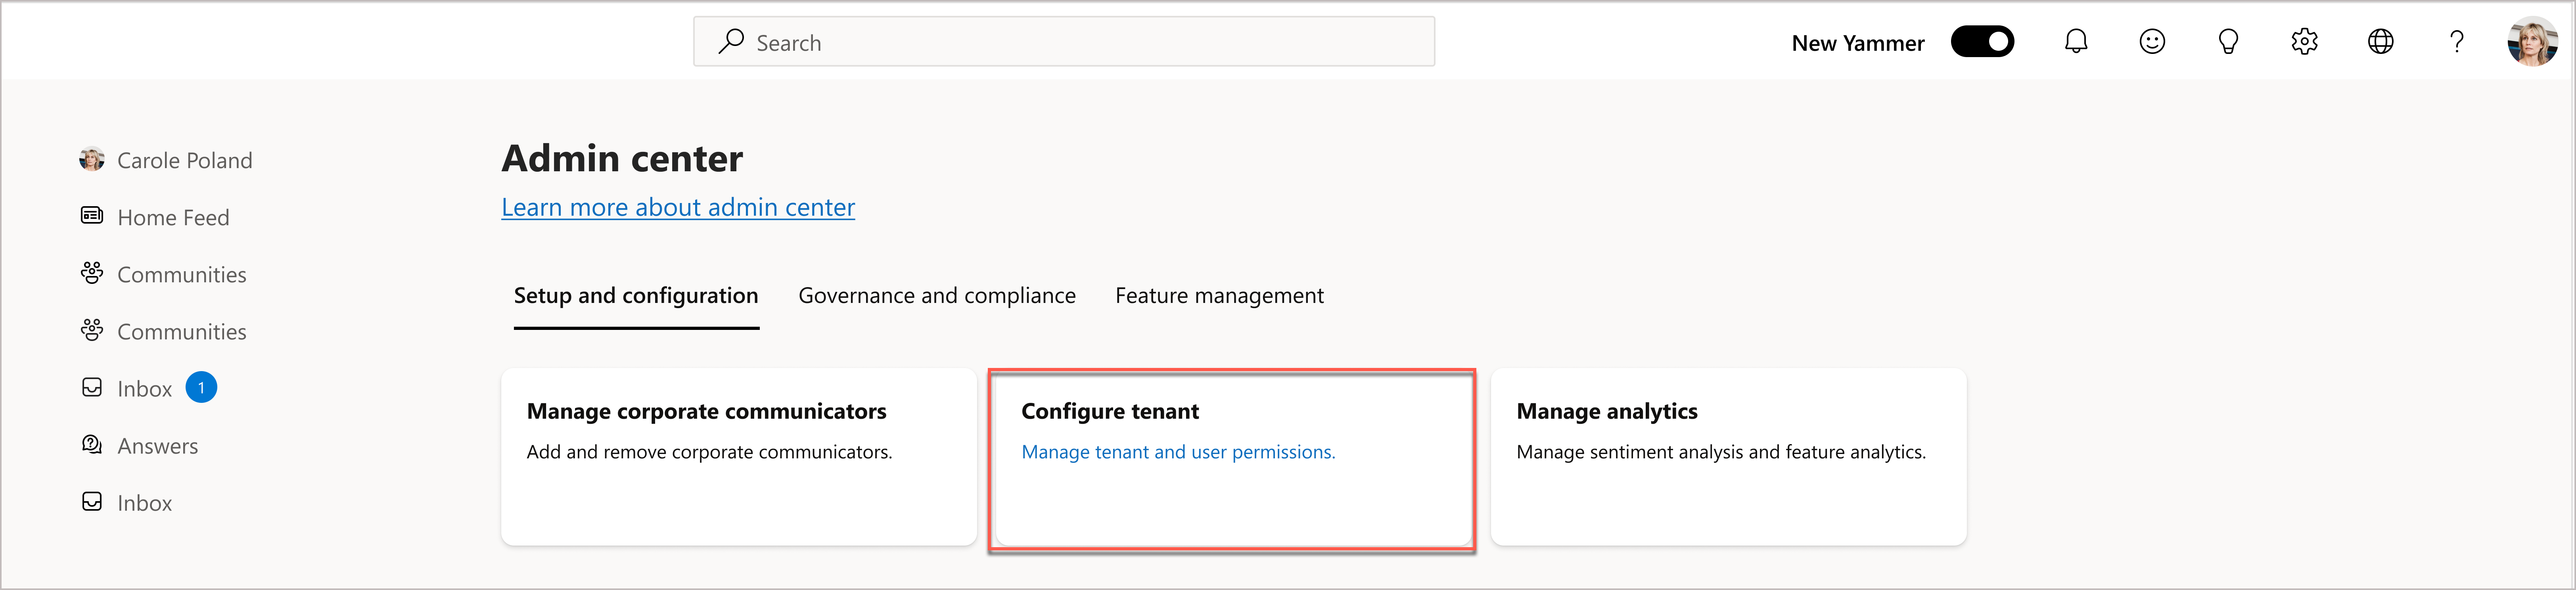 Search
New Yammer
Carole Poland
Home Feed
Communities
Communities
Inbox 1
Answers
Inbox
Admin center
Learn more about admin center
Setup and configuration
Governance and compliance
Feature management
Manage corporate communicators
Add and remove corporate communicators.
Configure tenant
Manage tenant and user permissions.
Manage analytics
Manage sentiment analysis and feature analytics.